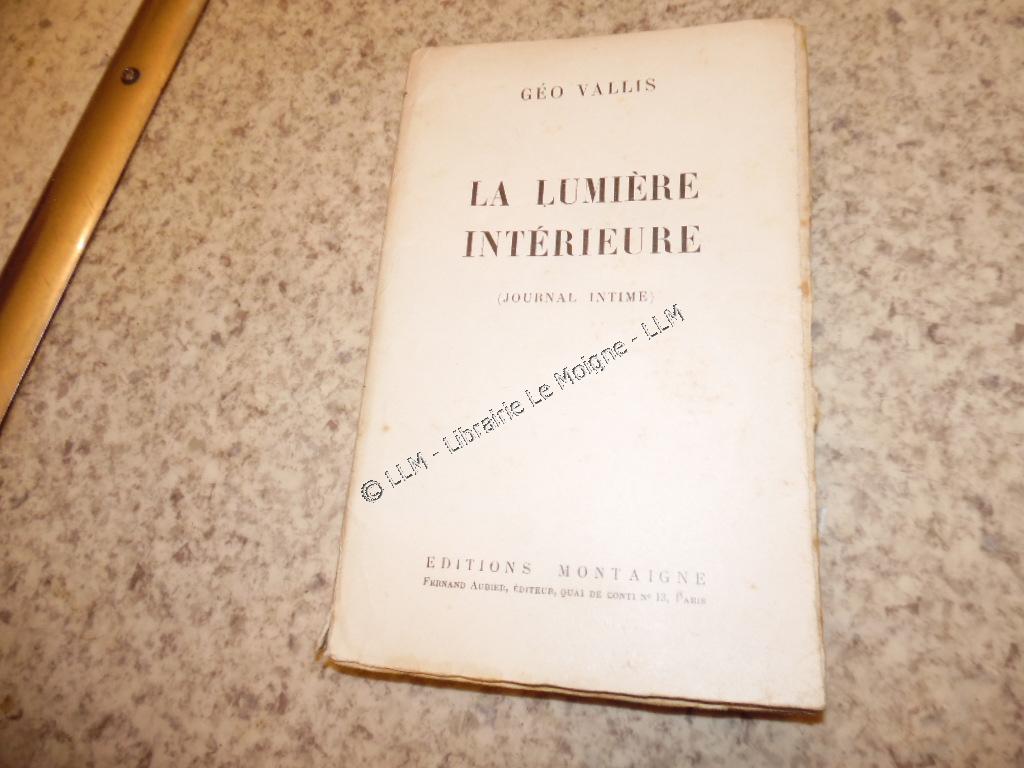 GÉO VALLIS
LA LUMIÈRE
INTÉRIEURE
(JOURNAL INTIME)
© LLM - Librairie Le Moigne - LLM
EDITIONS MONTAIGNE
FERNAND AUBIER, ÉDITEUR, QUAI DE CONTI Nº 13, PARIS